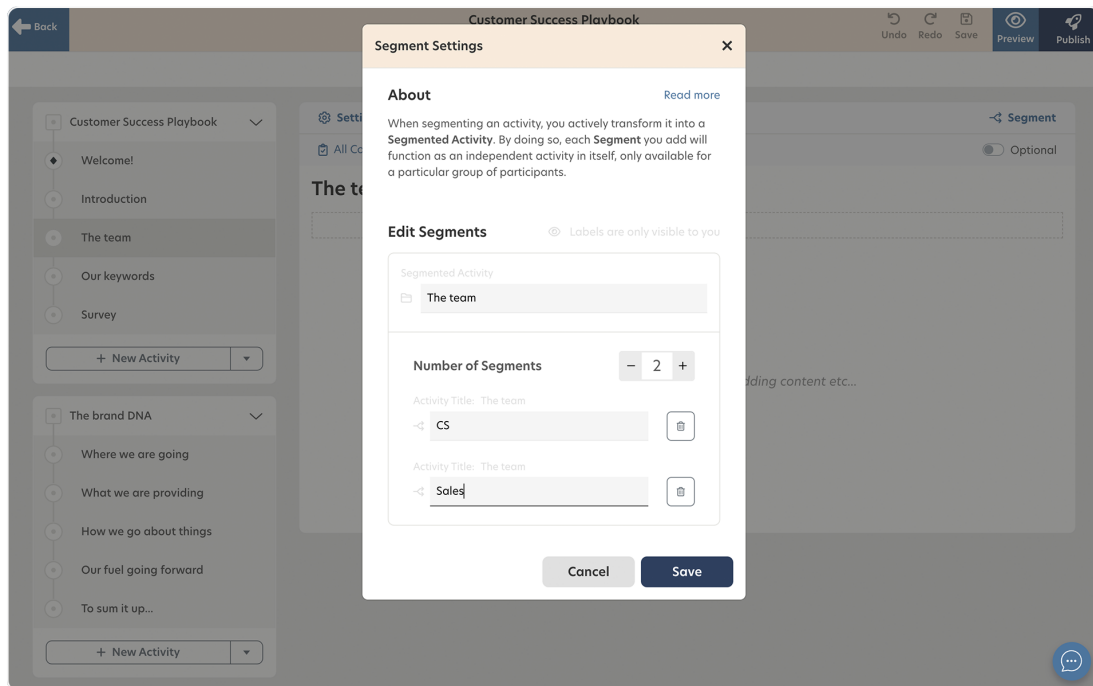 Back
Customer Success Playbook
Undo
Redo
Save
Preview
Publish
Segment Settings
About
Read more
When segmenting an activity, you actively transform it into a
Segmented Activity. By doing so, each Segment you add will
function as an independent activity in itself, only available for
a particular group of participants.
Edit Segments
Labels are only visible to you
Segmented Activity
The team
Number of Segments
2
Activity Title: The team
CS
Activity Title: The team
Sales
Cancel
Save
Customer Success Playbook
Welcome!
Introduction
The team
Our keywords
Survey
+ New Activity
The brand DNA
Where we are going
What we are providing
How we go about things
Our fuel going forward
To sum it up...
+ New Activity
Segment
All
Optional
The
content etc...